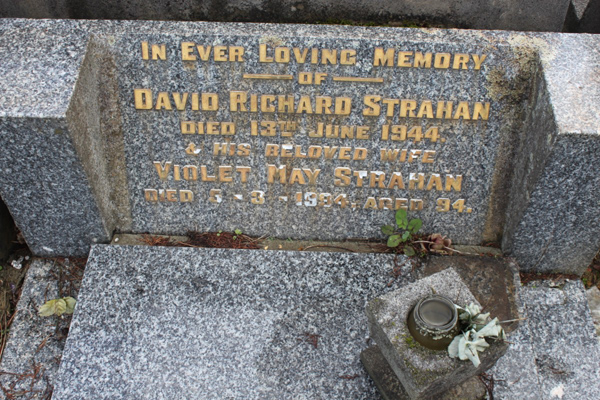 In Ever Loving Memory
of
David Richard Strahan
Died 13th June 1944.
& his beloved wife
Violet May Strahan
died 5-3-1984, aged 94.